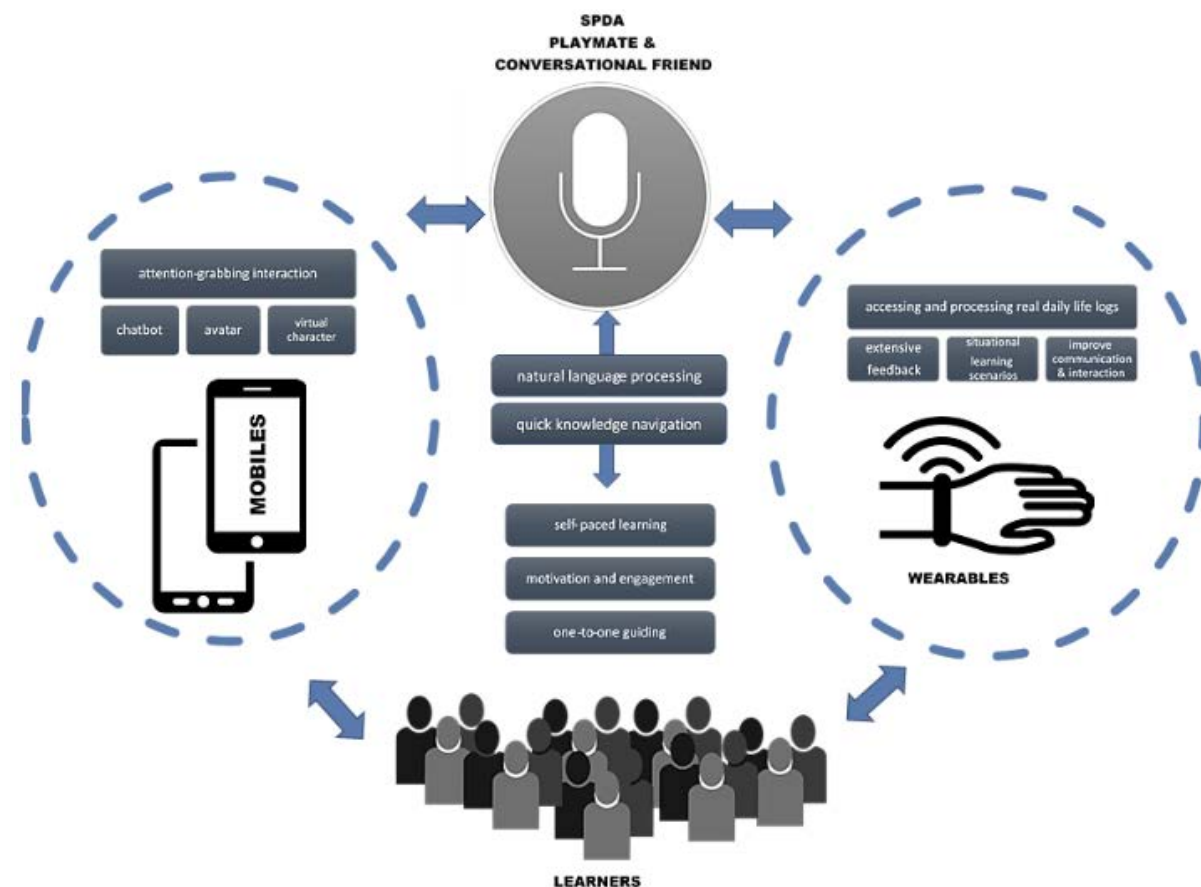 SPDA
PLAYMATE &
CONVERSATIONAL FRIEND
attention-grabbing interaction
chatbot
avatar
virtual
character
MOBILES
natural language processing
quick knowledge navigation
self-paced learning
motivation and engagement
one-to-one guiding
accessing and processing real daily life logs
extensive
feedback
situational
learning
scenarios
improve
communication
& interaction
WEARABLES
LEARNERS